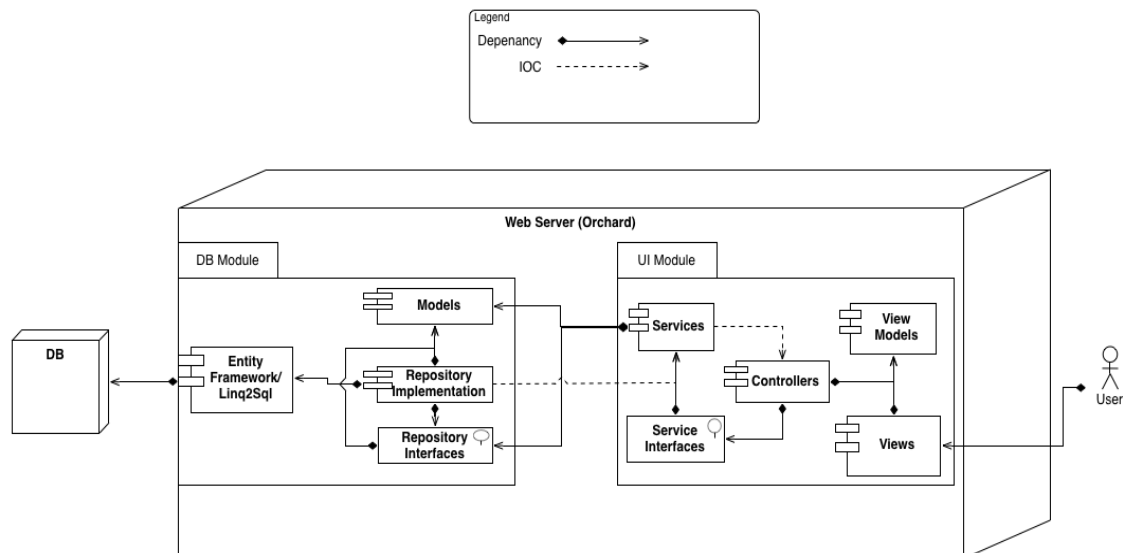 Legend
Depenancy
IOC
Web Server (Orchard)
DB Module
UI Module
Models
Services
View
Models
DB
Entity
Framework/
Linq2Sql
Repository
Implementation
Controllers
User
Repository
Interfaces
Service
Interfaces
Views